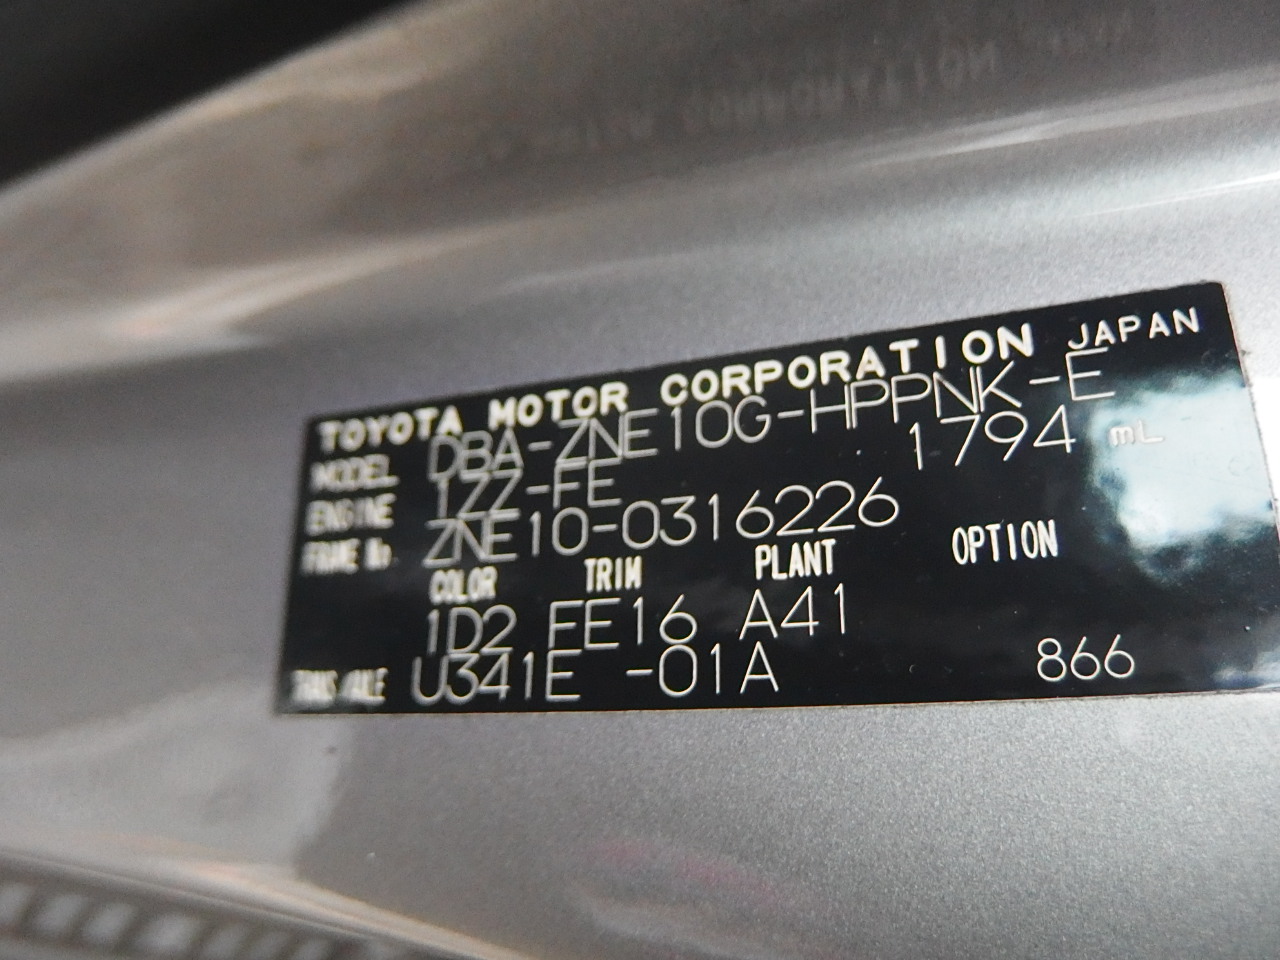 TOYOTA MOTOR CORPORATION JAPAN
MODEL DBA-ZNE10G-HPPNK-E
ENGINE 1ZZ-FE 1794 mL
FRAME No. ZNE10-0316226
COLOR TRIM PLANT OPTION
1D2 FE16 A41
TRANS/AXLE U341E -01A 866